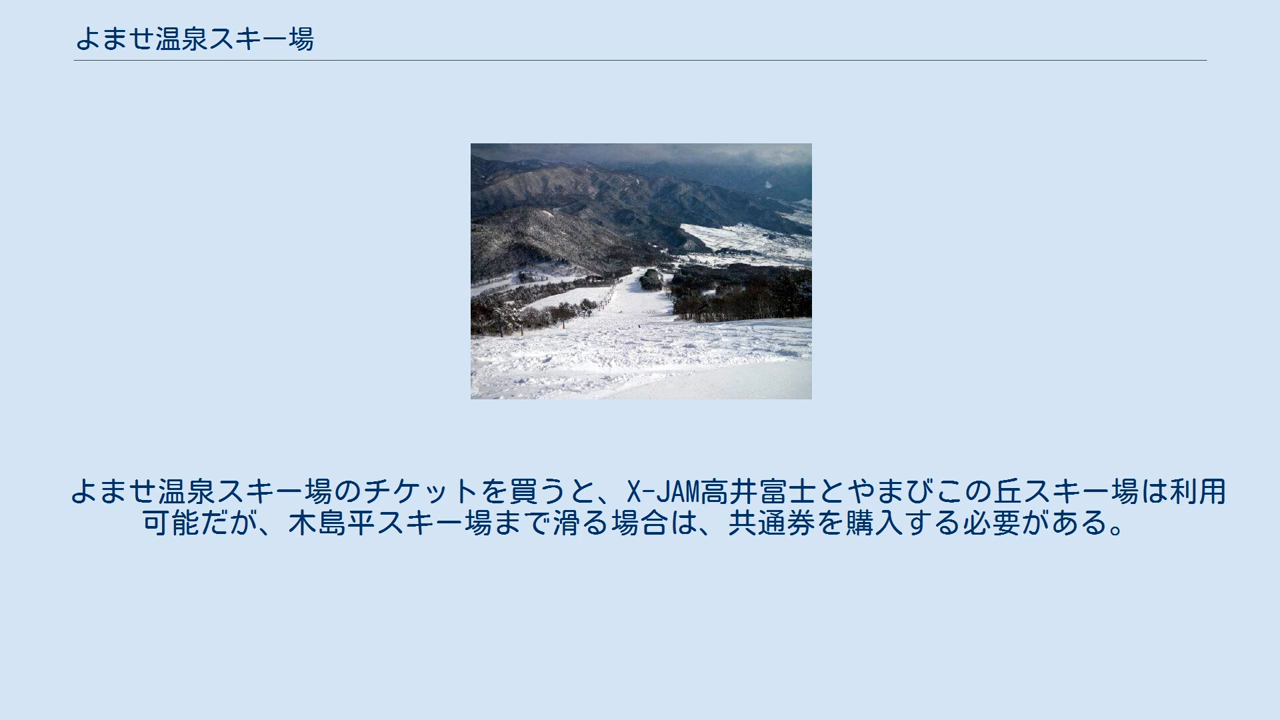 よませ温泉スキー場
よませ温泉スキー場のチケットを買うと、X-JAM高井富士とやまびこの丘スキー場は利用
可能だが、木島平スキー場まで滑る場合は、共通券を購入する必要がある。